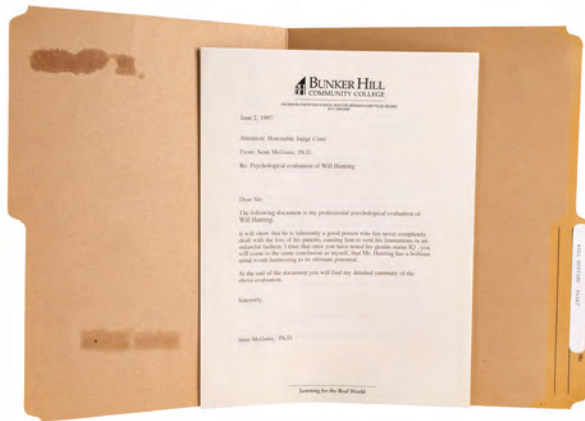 BUNKER HILL
COMMUNITY COLLEGE
June 2, 1997
Attention: Honorable Judge Court
From: Sean McGuire, Ph.D.
Re: Psychological evaluation of Will Hunting
Dear Sir:
The following document is my professional psychological evaluation of
Will Hunting.
It will show that he is inherently a good person who has never completely
dealt with the loss of his parents, causing him to vent his frustrations in an
unlawful fashion. I trust that once you have noted his genius status IQ , you
will come to the same conclusion as myself, that Mr. Hunting has a brilliant
mind worth harnessing to its ultimate potential.
At the end of the document you will find my detailed summary of the
above evaluation.
Sincerely,
Sean McGuire, Ph.D.
Learning for the Real World